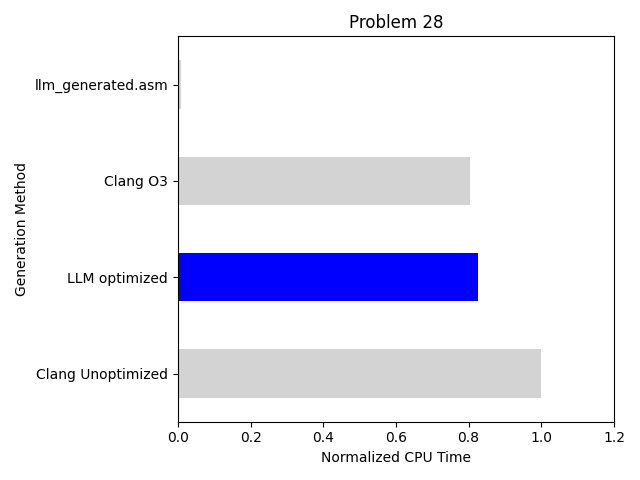 Problem 28
Generation Method
llm_generated.asm
Clang O3
LLM optimized
Clang Unoptimized
0.0 0.2 0.4 0.6 0.8 1.0 1.2
Normalized CPU Time